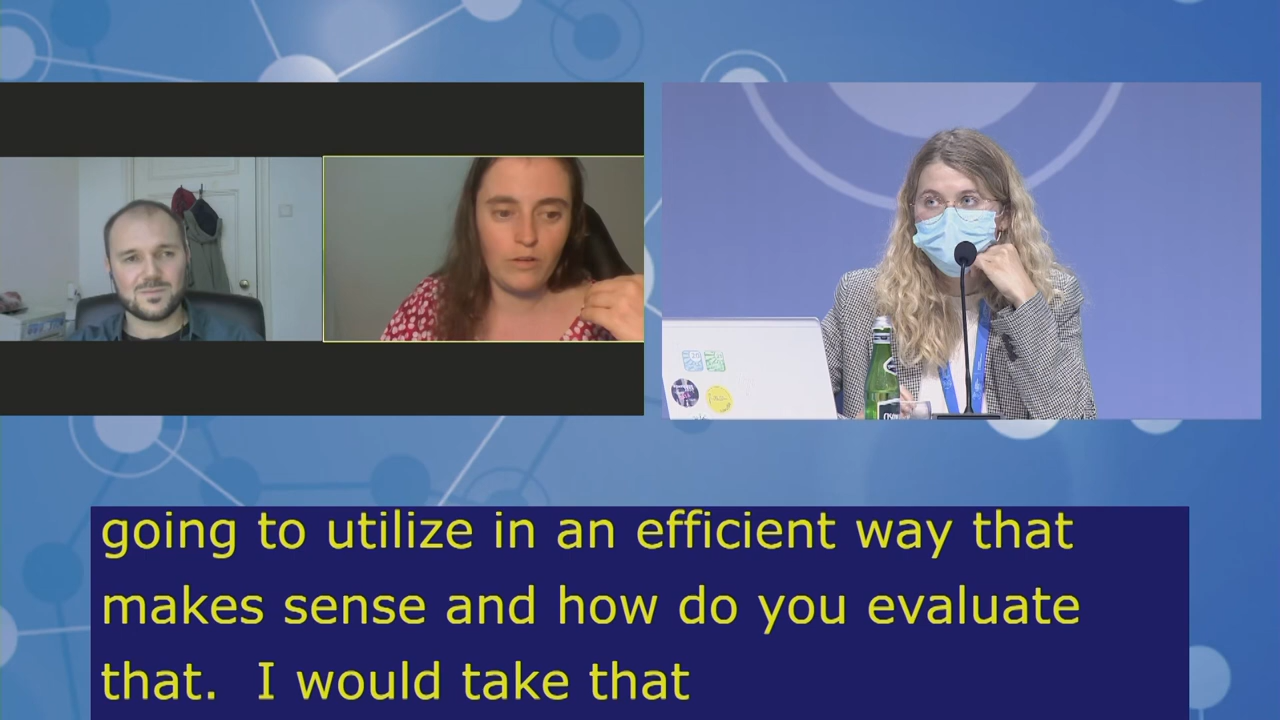 going to utilize in an efficient way that
makes sense and how do you evaluate
that.  I would take that